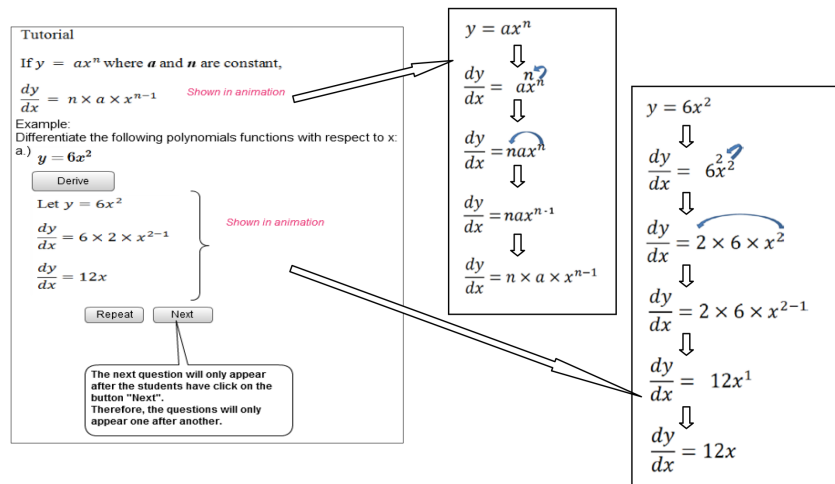 Tutorial
If y = axⁿ where a and n are constant,
dy/dx = n × a × xⁿ⁻¹ Shown in animation
Example:
Differentiate the following polynomials functions with respect to x:
a.) y = 6x²
Derive
Let y = 6x²
dy/dx = 6 × 2 × x²⁻¹
Shown in animation
dy/dx = 12x
Repeat Next
The next question will only appear
after the students have click on the
button "Next".
Therefore, the questions will only
appear one after another.
y = axⁿ
n
dy/dx = axⁿ
dy/dx = naxⁿ
dy/dx = naxⁿ⁻¹
dy/dx = n × a × xⁿ⁻¹
y = 6x²
2
dy/dx = 6x²
dy/dx = 2 × 6 × x²
dy/dx = 2 × 6 × x²⁻¹
dy/dx = 12x¹
dy/dx = 12x